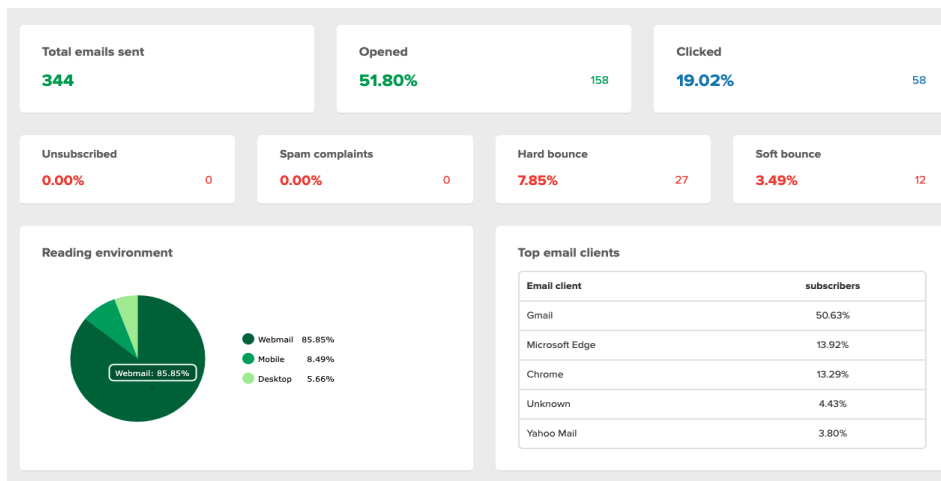 Total emails sent
344
Opened
51.80% 158
Clicked
19.02% 58
Unsubscribed
0.00% 0
Spam complaints
0.00% 0
Hard bounce
7.85% 27
Soft bounce
3.49% 12
Reading environment
Webmail: 85.85%
Webmail 85.85%
Mobile 8.49%
Desktop 5.66%
Top email clients
Email client subscribers
Gmail 50.63%
Microsoft Edge 13.92%
Chrome 13.29%
Unknown 4.43%
Yahoo Mail 3.80%